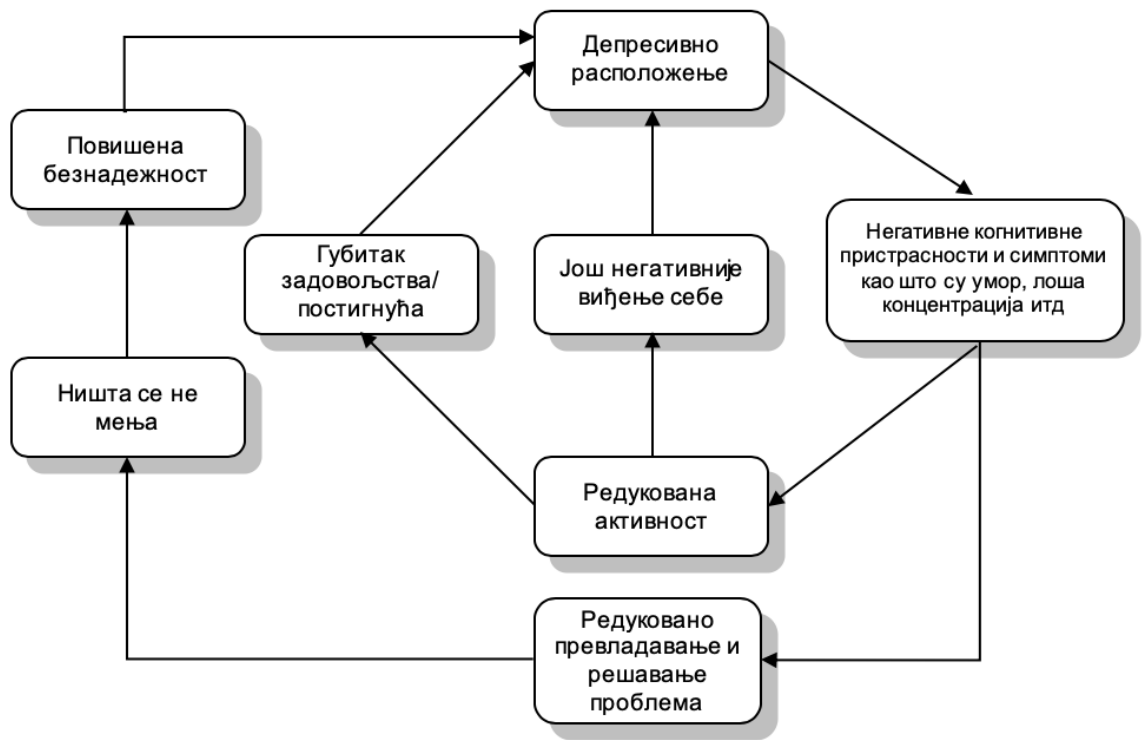 Депресивно
расположење
Повишена
безнадежност
Негативне когнитивне
пристрасности и симптоми
као што су умор, лоша
концентрација итд
Губитак
задовољства/
постигнућа
Још негативније
виђење себе
Ништа се не
мења
Редукована
активност
Редуковано
превладавање и
решавање
проблема